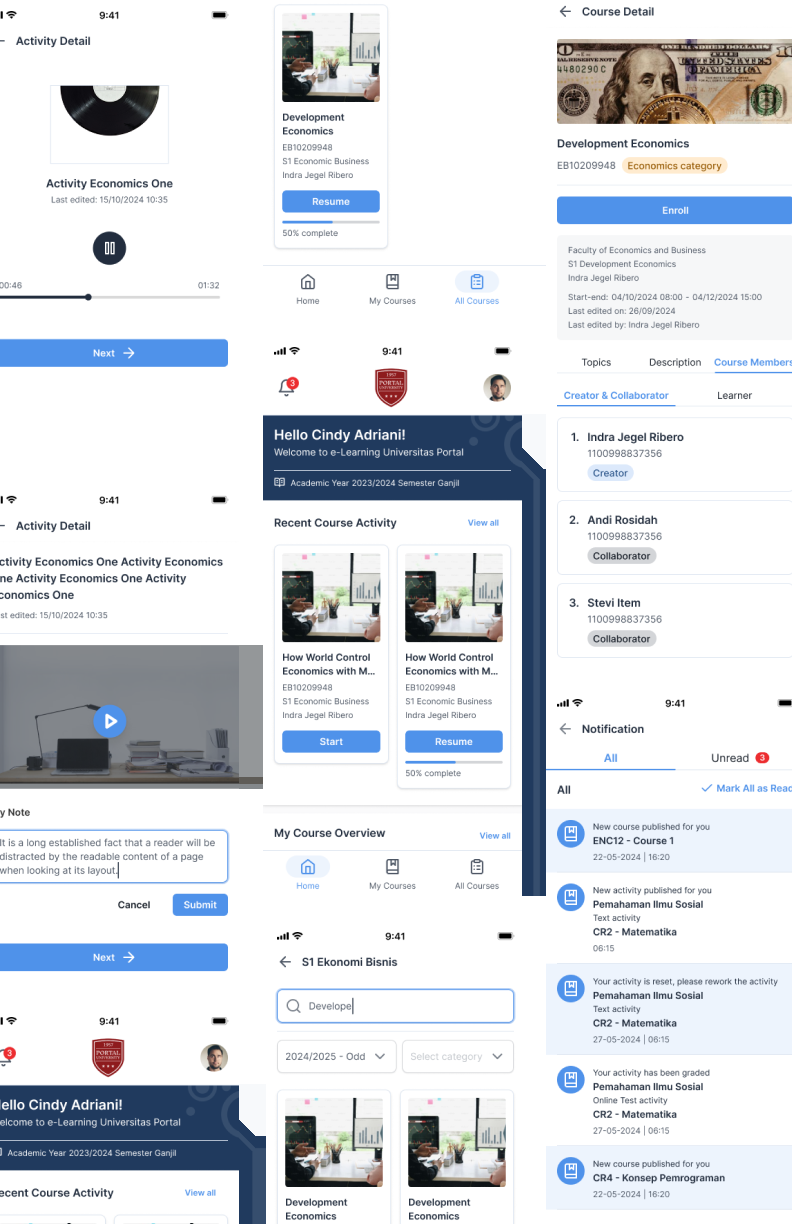 9:41
Activity Detail
Activity Economics One
Last edited: 15/10/2024 10:35
00:46
01:32
Next
9:41
Activity Detail
ctivity Economics One Activity Economics
ne Activity Economics One Activity
conomics One
st edited: 15/10/2024 10:35
y Note
It is a long established fact that a reader will be
distracted by the readable content of a page
when looking at its layout.
Cancel
Submit
Next
9:41
3
1957
PORTAL
UNIVERSITY
ello Cindy Adriani!
elcome to e-Learning Universitas Portal
Academic Year 2023/2024 Semester Ganjil
ecent Course Activity
View all
Development
Economics
EB10209948
S1 Economic Business
Indra Jegel Ribero
Resume
50% complete
Home
My Courses
All Courses
9:41
3
1957
PORTAL
UNIVERSITY
Hello Cindy Adriani!
Welcome to e-Learning Universitas Portal
Academic Year 2023/2024 Semester Ganjil
Recent Course Activity
View all
How World Control
Economics with M...
EB10209948
S1 Economic Business
Indra Jegel Ribero
Start
How World Control
Economics with M...
EB10209948
S1 Economic Business
Indra Jegel Ribero
Resume
50% complete
My Course Overview
View all
Home
My Courses
All Courses
9:41
S1 Ekonomi Bisnis
Develope
2024/2025 - Odd
Select category
Development
Economics
Development
Economics
Course Detail
ONE HUNDRED DOLLARS
UNITED STATES
OF AMERICA
4480290 C
Development Economics
EB10209948
Economics category
Enroll
Faculty of Economics and Business
S1 Development Economics
Indra Jegel Ribero
Start-end: 04/10/2024 08:00 - 04/12/2024 15:00
Last edited on: 26/09/2024
Last edited by: Indra Jegel Ribero
Topics
Description
Course Members
Creator & Collaborator
Learner
1. Indra Jegel Ribero
1100998837356
Creator
2. Andi Rosidah
1100998837356
Collaborator
3. Stevi Item
1100998837356
Collaborator
9:41
Notification
All
Unread 3
All
Mark All as Read
New course published for you
ENC12 - Course 1
22-05-2024 | 16:20
New activity published for you
Pemahaman Ilmu Sosial
Text activity
CR2 - Matematika
06:15
Your activity is reset, please rework the activity
Pemahaman Ilmu Sosial
Text activity
CR2 - Matematika
27-05-2024 | 06:15
Your activity has been graded
Pemahaman Ilmu Sosial
Online Test activity
CR2 - Matematika
27-05-2024 | 06:15
New course published for you
CR4 - Konsep Pemrograman
22-05-2024 | 16:20